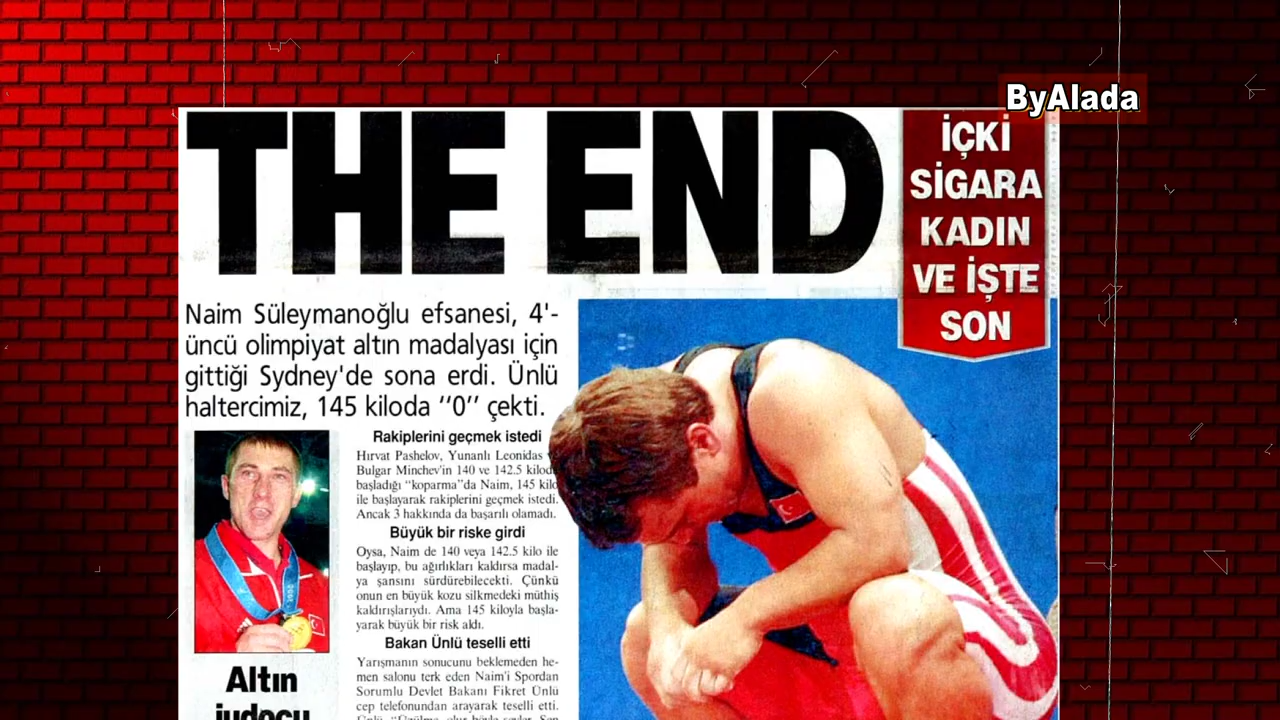 ByAlada
THE END
İÇKİ
SİGARA
KADIN
VE İŞTE
SON
Naim Süleymanoğlu efsanesi, 4'-
üncü olimpiyat altın madalyası için
gittiği Sydney'de sona erdi. Ünlü
haltercimiz, 145 kiloda "0" çekti.
Rakiplerini geçmek istedi
Hırvat Pashelov, Yunanlı Leonidas
Bulgar Minchev'in 140 ve 142.5 kilo
başladığı "koparma"da Naim, 145 kilo
ile başlayarak rakiplerini geçmek istedi.
Ancak 3 hakkında da başarılı olamadı.
Büyük bir riske girdi
Oysa, Naim de 140 veya 142.5 kilo ile
başlayıp, bu ağırlıkları kaldırsa madal-
ya şansını sürdürebilecekti. Çünkü
onun en büyük kozu silkmedeki müthiş
kaldırışlarıydı. Ama 145 kiloyla başla-
yarak büyük bir risk aldı.
Bakan Ünlü teselli etti
Yarışmanın sonucunu beklemeden he-
men salonu terk eden Naim'i Spordan
Sorumlu Devlet Bakanı Fikret Ünlü
cep telefonundan arayarak teselli etti.
Altın
judocu